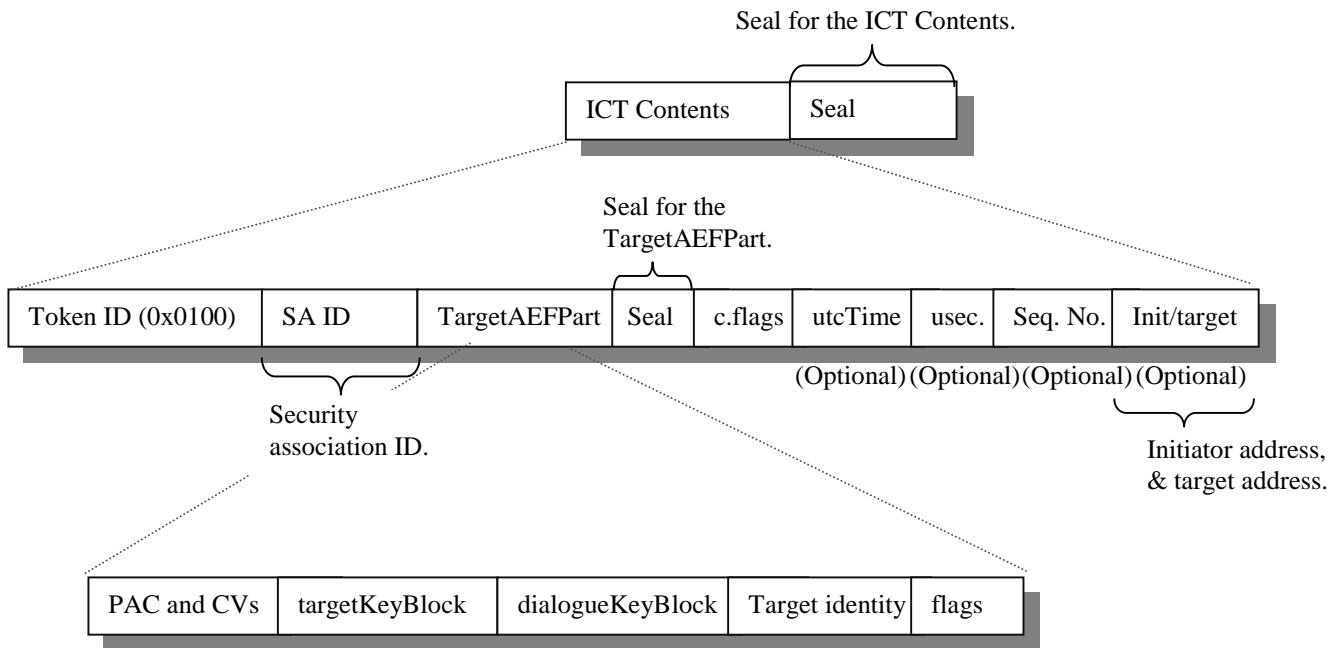 Seal for the ICT Contents.
ICT Contents Seal
Seal for the
TargetAEFPart.
Token ID (0x0100) SA ID TargetAEFPart Seal c.flags utcTime usec. Seq. No. Init/target
(Optional) (Optional) (Optional) (Optional)
Security
association ID.
Initiator address,
& target address.
PAC and CVs targetKeyBlock dialogueKeyBlock Target identity flags